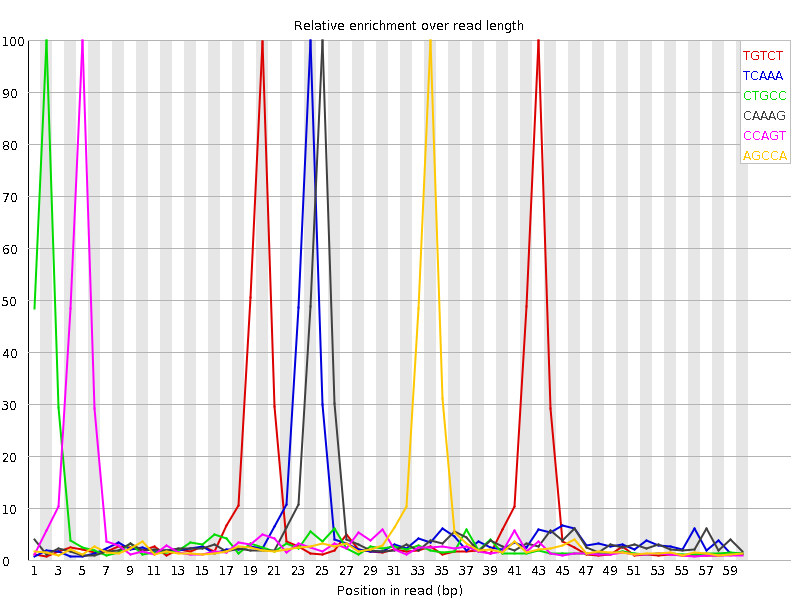 Relative enrichment over read length
100
90
80
70
60
50
40
30
20
10
0
TGTCT
TCAAA
CTGCC
CAAAG
CCAGT
AGCCA
1 3 5 7 9 11 13 15 17 19 21 23 25 27 29 31 33 35 37 39 41 43 45 47 49 51 53 55 57 59
Position in read (bp)